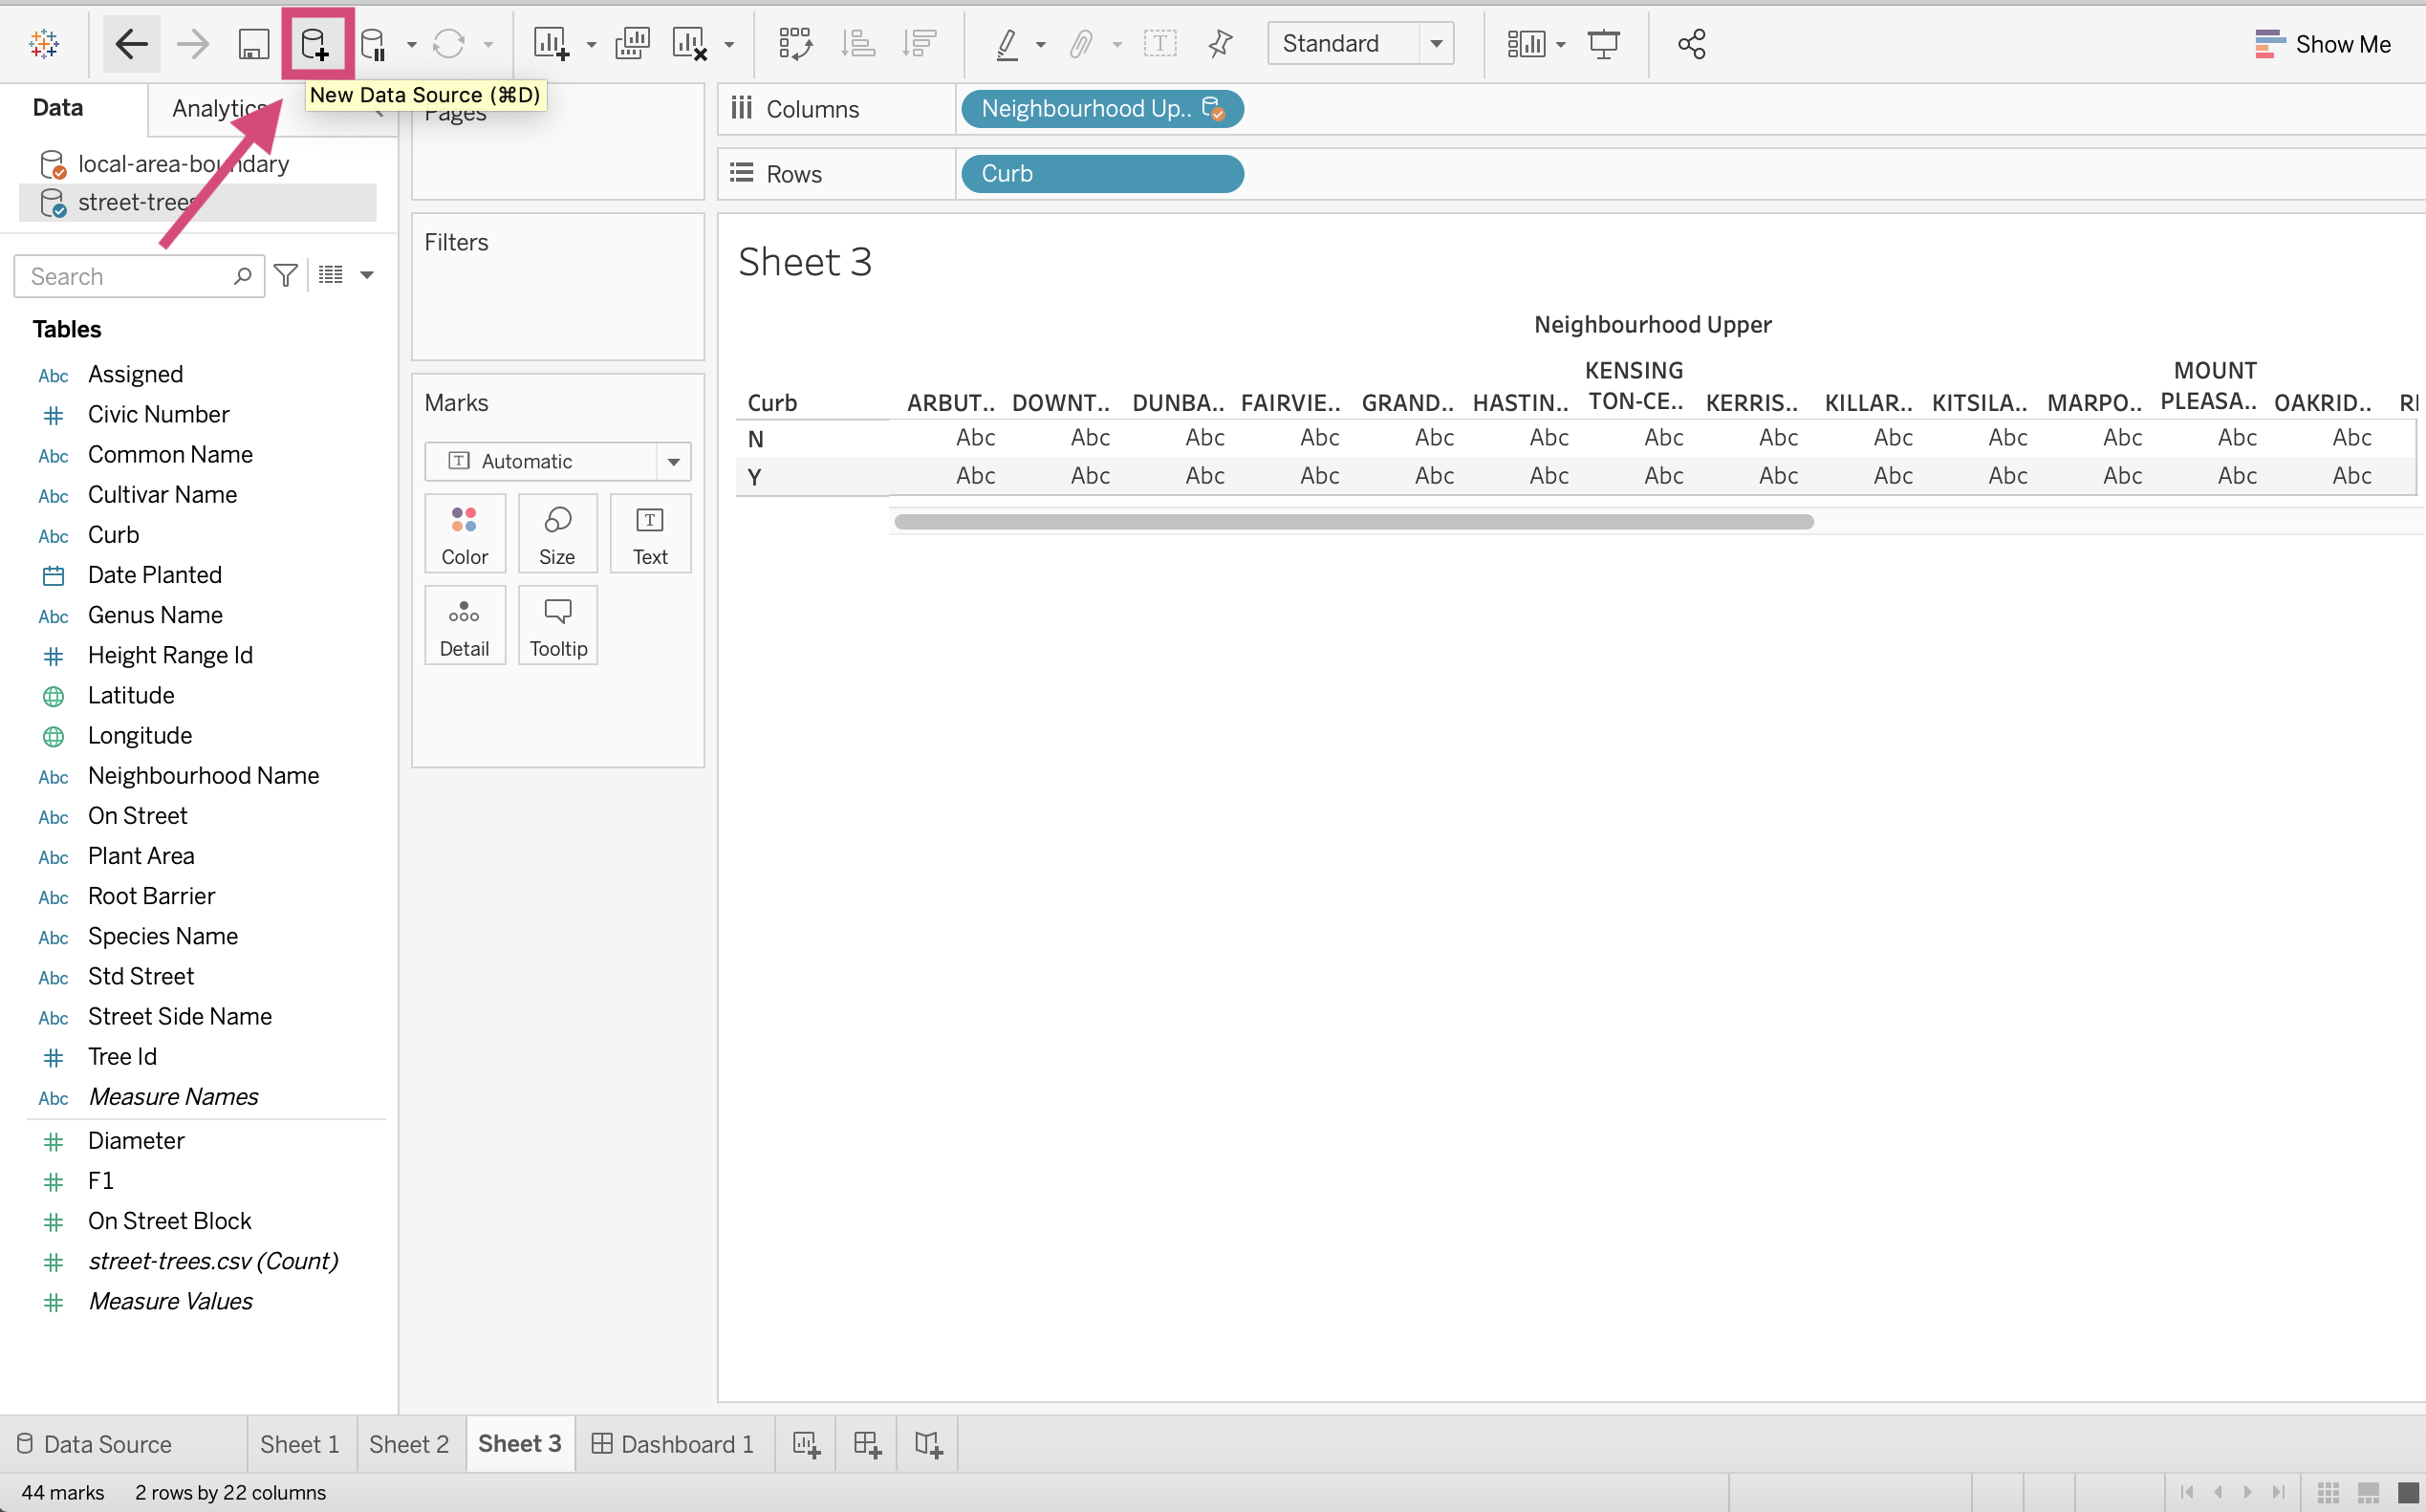 Standard
Show Me
New Data Source (⌘D)
Data
Analytics
Pages
Columns
Neighbourhood Up..
local-area-boundary
Rows
Curb
street-trees
Filters
Sheet 3
Search
Tables
Neighbourhood Upper
Marks
Curb ARBUT.. DOWNT.. DUNBA.. FAIRVIE.. GRAND.. HASTIN.. KENSING TON-CE.. KERRIS.. KILLAR.. KITSILA.. MARPO.. MOUNT PLEASA.. OAKRID..
N Abc Abc Abc Abc Abc Abc Abc Abc Abc Abc Abc Abc Abc
Y Abc Abc Abc Abc Abc Abc Abc Abc Abc Abc Abc Abc Abc
Automatic
Color Size Text
Detail Tooltip
Abc Assigned
Civic Number
Abc Common Name
Abc Cultivar Name
Abc Curb
Date Planted
Abc Genus Name
Height Range Id
Latitude
Longitude
Abc Neighbourhood Name
Abc On Street
Abc Plant Area
Abc Root Barrier
Abc Species Name
Abc Std Street
Abc Street Side Name
Tree Id
Abc Measure Names
Diameter
F1
On Street Block
street-trees.csv (Count)
Measure Values
Data Source
Sheet 1
Sheet 2
Sheet 3
Dashboard 1
44 marks
2 rows by 22 columns